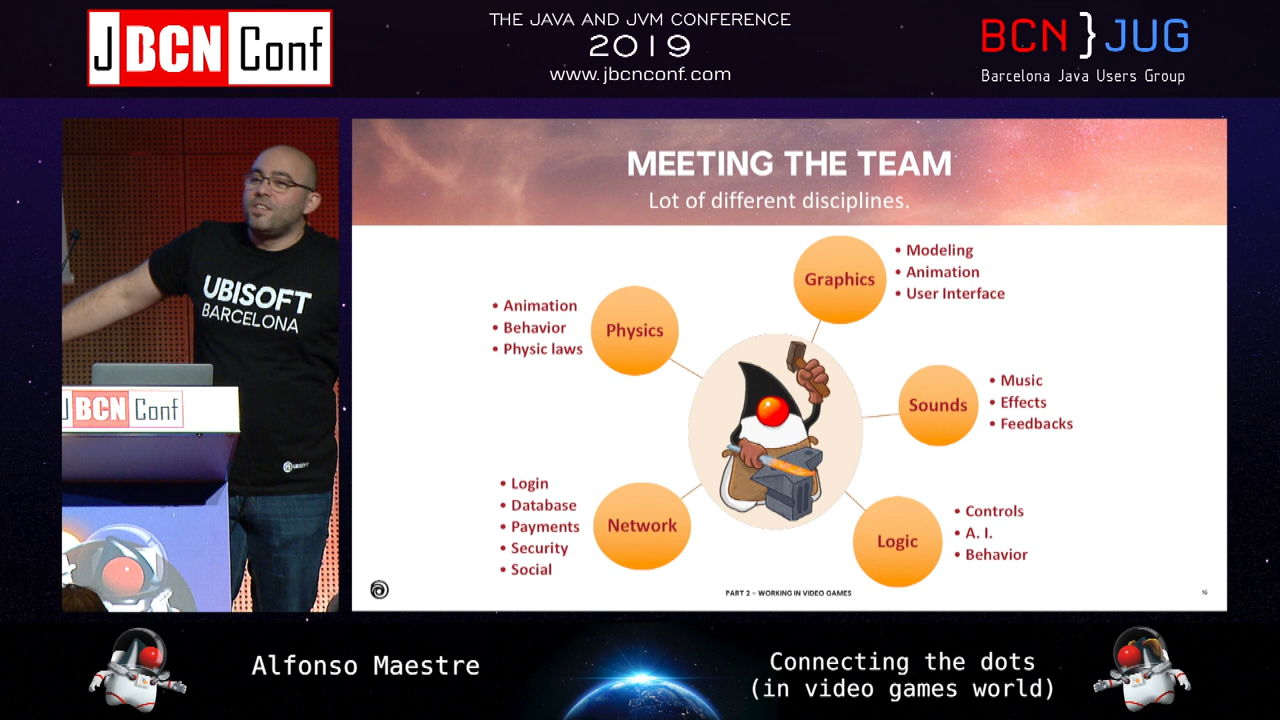 JBCN Conf
THE JAVA AND JVM CONFERENCE
2019
www.jbcnconf.com
BCN}JUG
Barcelona Java Users Group
UBISOFT
BARCELONA
UBISOFT
JBCN Conf
MEETING THE TEAM
Lot of different disciplines.
Graphics
• Modeling
• Animation
• User Interface
• Animation
• Behavior
• Physic laws
Physics
Sounds
• Music
• Effects
• Feedbacks
• Login
• Database
• Payments
• Security
• Social
Network
Logic
• Controls
• A. I.
• Behavior
PART 2 – WORKING IN VIDEO GAMES
16
Alfonso Maestre
Connecting the dots
(in video games world)